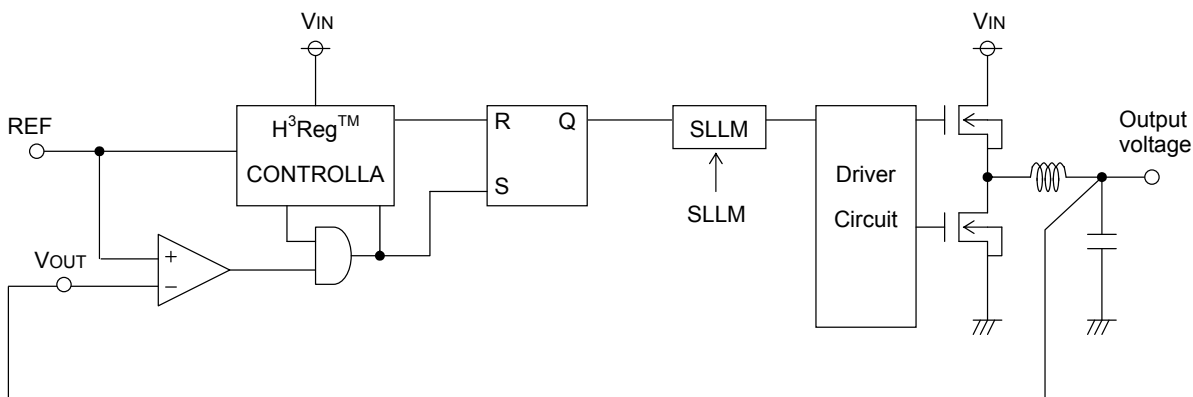 VIN
VIN
REF
H³Reg™
CONTROLLA
R
Q
S
SLLM
SLLM
Driver
Circuit
Output
voltage
VOUT
+
−